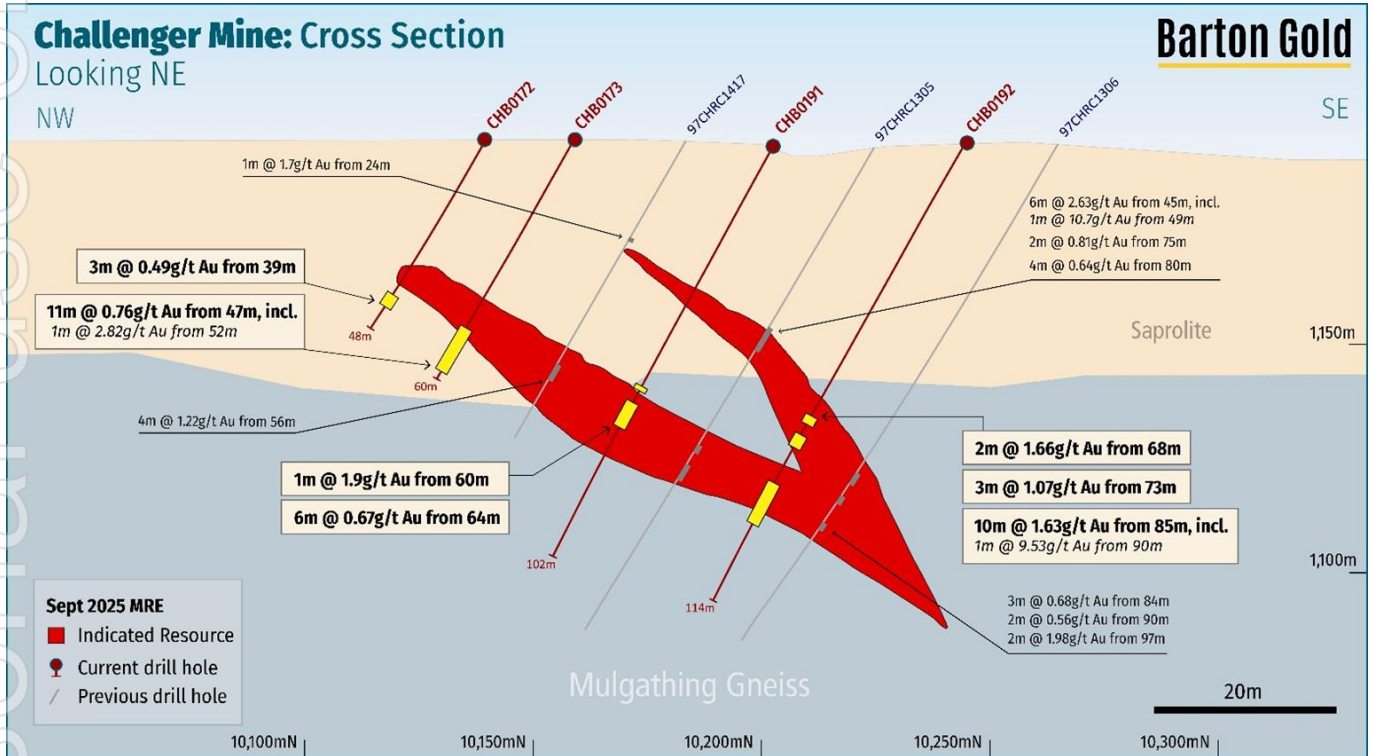 Challenger Mine: Cross Section
Looking NE
NW
Barton Gold
SE
CHB0172
CHB0173
97CHRC1417
CHB0191
97CHRC1305
CHB0192
97CHRC1306
1m @ 1.7g/t Au from 24m
6m @ 2.63g/t Au from 45m, incl.
1m @ 10.7g/t Au from 49m
2m @ 0.81g/t Au from 75m
4m @ 0.64g/t Au from 80m
3m @ 0.49g/t Au from 39m
11m @ 0.76g/t Au from 47m, incl.
1m @ 2.82g/t Au from 52m
48m
60m
Saprolite
1,150m
4m @ 1.22g/t Au from 56m
1m @ 1.9g/t Au from 60m
6m @ 0.67g/t Au from 64m
2m @ 1.66g/t Au from 68m
3m @ 1.07g/t Au from 73m
10m @ 1.63g/t Au from 85m, incl.
1m @ 9.53g/t Au from 90m
102m
114m
1,100m
3m @ 0.68g/t Au from 84m
2m @ 0.56g/t Au from 90m
2m @ 1.98g/t Au from 97m
Sept 2025 MRE
Indicated Resource
Current drill hole
Previous drill hole
Mulgathing Gneiss
20m
10,100mN
10,150mN
10,200mN
10,250mN
10,300mN